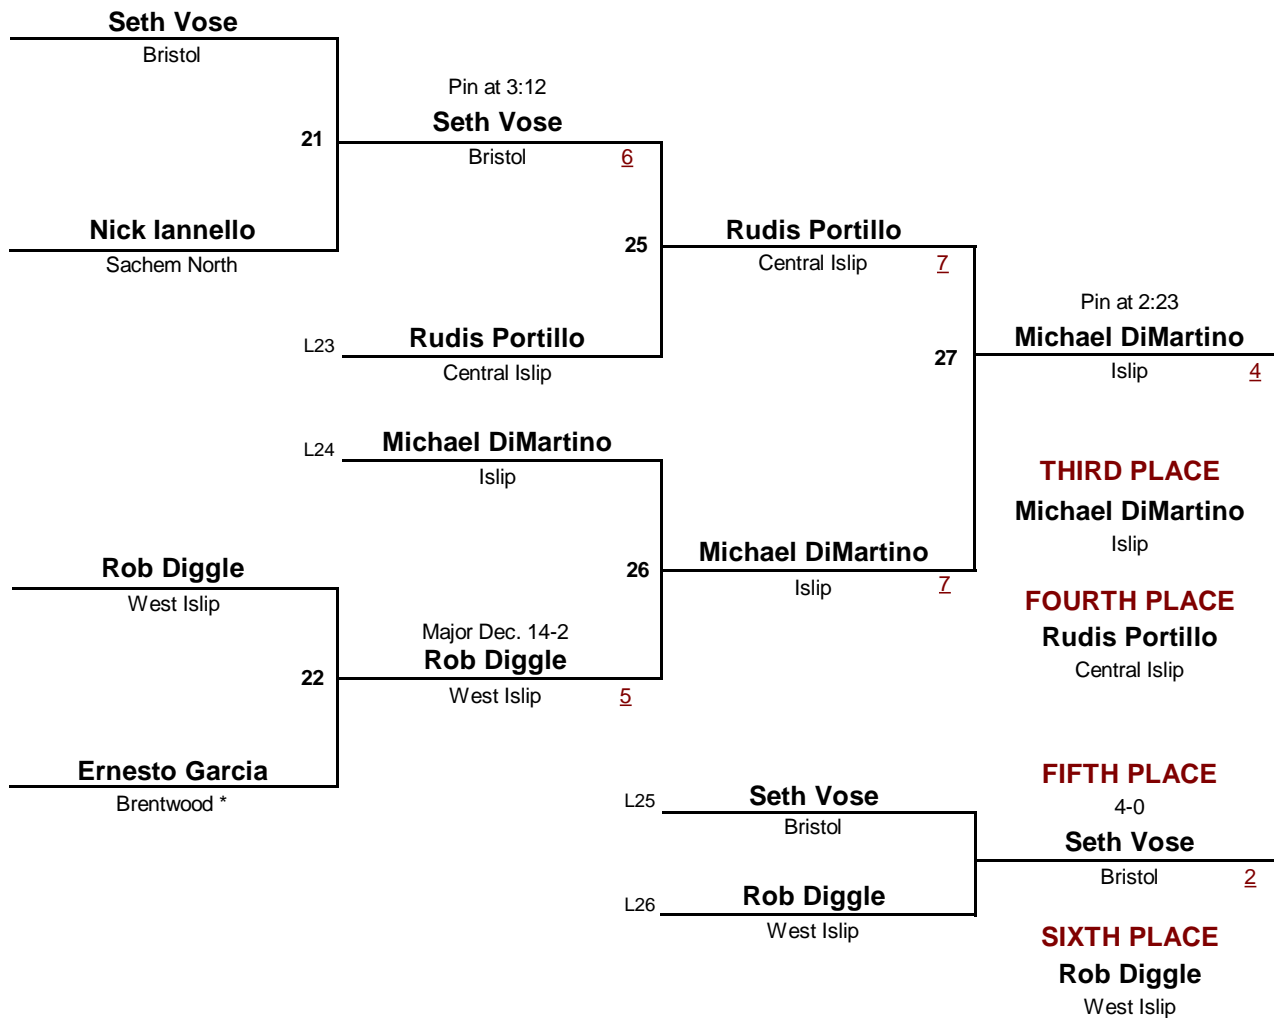 Seth Vose
Bristol
Pin at 3:12
21
Seth Vose
Bristol
6
Nick Iannello
Sachem North
25
Rudis Portillo
Central Islip
7
L23
Rudis Portillo
Central Islip
Pin at 2:23
27
Michael DiMartino
Islip
4
L24
Michael DiMartino
Islip
THIRD PLACE
Michael DiMartino
Islip
Rob Diggle
West Islip
26
Michael DiMartino
Islip
7
FOURTH PLACE
Rudis Portillo
Central Islip
Major Dec. 14-2
22
Rob Diggle
West Islip
5
Ernesto Garcia
Brentwood *
FIFTH PLACE
L25
Seth Vose
Bristol
4-0
Seth Vose
Bristol
2
L26
Rob Diggle
West Islip
SIXTH PLACE
Rob Diggle
West Islip